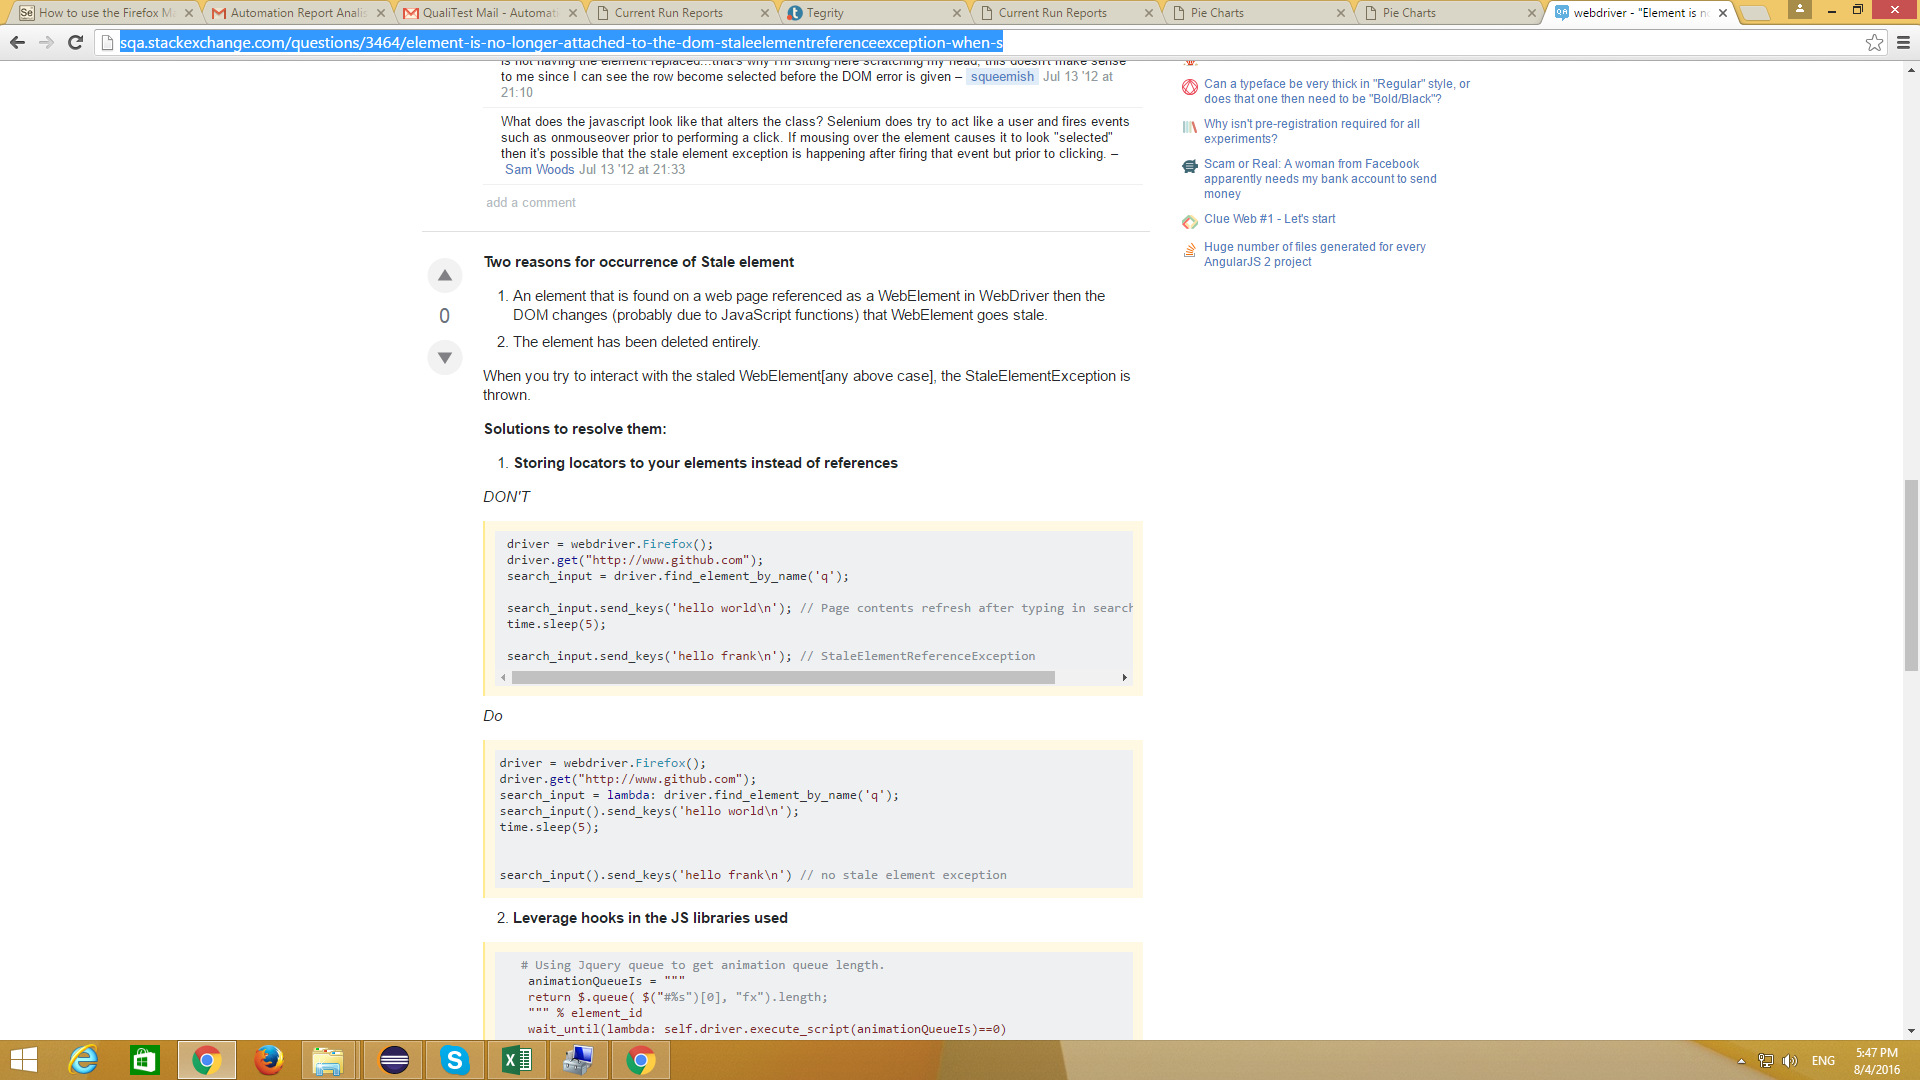 How to use the Firefox M
Automation Report Analis
QualiTest Mail - Automati
Current Run Reports
Tegrity
Current Run Reports
Pie Charts
Pie Charts
webdriver - "Element is n
sqa.stackexchange.com/questions/3464/element-is-no-longer-attached-to-the-dom-staleelementreferenceexception-when-s
is not having the element replaced...that's why I'm sitting here scratching my head, this doesn't make sense
to me since I can see the row become selected before the DOM error is given – squeemish Jul 13 '12 at
21:10
What does the javascript look like that alters the class? Selenium does try to act like a user and fires events
such as onmouseover prior to performing a click. If mousing over the element causes it to look "selected"
then it's possible that the stale element exception is happening after firing that event but prior to clicking. –
Sam Woods Jul 13 '12 at 21:33
add a comment
Two reasons for occurrence of Stale element
0
1. An element that is found on a web page referenced as a WebElement in WebDriver then the
DOM changes (probably due to JavaScript functions) that WebElement goes stale.
2. The element has been deleted entirely.
When you try to interact with the staled WebElement[any above case], the StaleElementException is
thrown.
Solutions to resolve them:
1. Storing locators to your elements instead of references
DON'T
driver = webdriver.Firefox();
driver.get("http://www.github.com");
search_input = driver.find_element_by_name('q');
search_input.send_keys('hello world\n'); // Page contents refresh after typing in search
time.sleep(5);
search_input.send_keys('hello frank\n'); // StaleElementReferenceException
Do
driver = webdriver.Firefox();
driver.get("http://www.github.com");
search_input = lambda: driver.find_element_by_name('q');
search_input().send_keys('hello world\n');
time.sleep(5);
search_input().send_keys('hello frank\n') // no stale element exception
2. Leverage hooks in the JS libraries used
# Using Jquery queue to get animation queue length.
animationQueueIs = """
return $.queue( $("#%s")[0], "fx").length;
""" % element_id
wait_until(lambda: self.driver.execute_script(animationQueueIs)==0)
Can a typeface be very thick in "Regular" style, or
does that one then need to be "Bold/Black"?
Why isn't pre-registration required for all
experiments?
Scam or Real: A woman from Facebook
apparently needs my bank account to send
money
Clue Web #1 - Let's start
Huge number of files generated for every
AngularJS 2 project
ENG
5:47 PM
8/4/2016